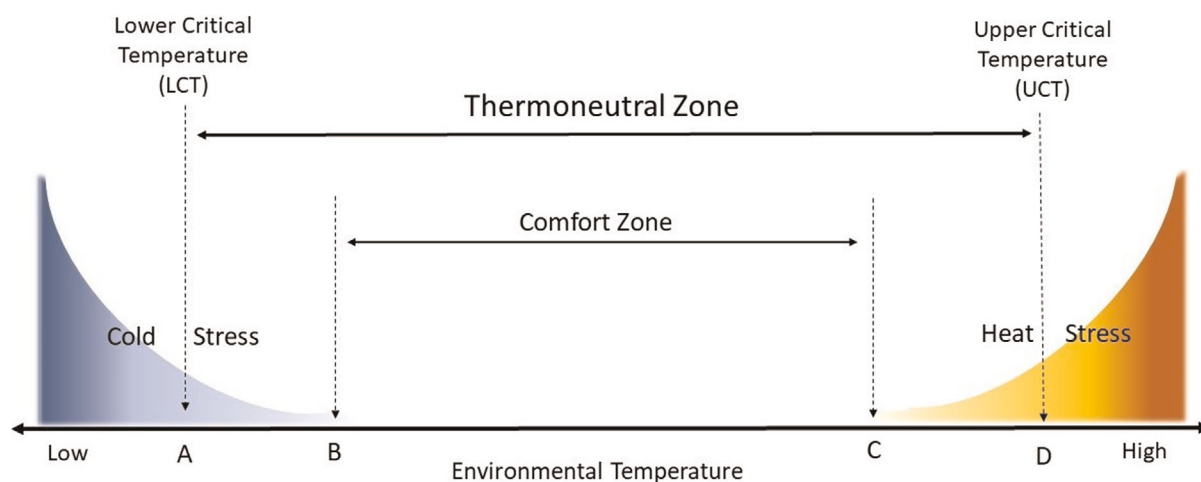 Lower Critical
Temperature
(LCT)
Upper Critical
Temperature
(UCT)
Thermoneutral Zone
Comfort Zone
Cold Stress
Heat Stress
Low A B C D High
Environmental Temperature